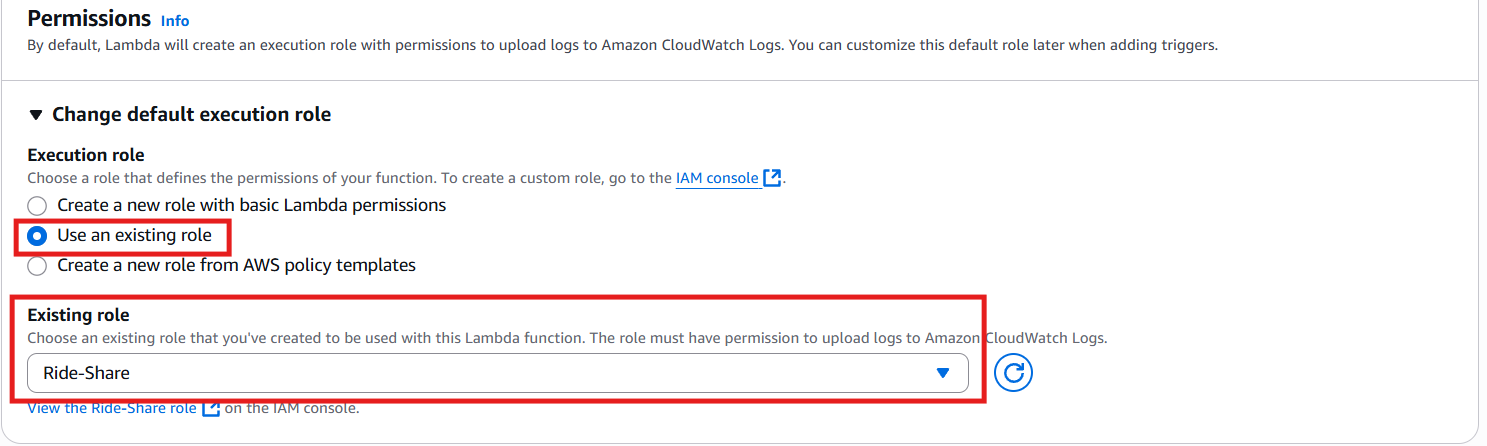 Permissions Info
By default, Lambda will create an execution role with permissions to upload logs to Amazon CloudWatch Logs. You can customize this default role later when adding triggers.
Change default execution role
Execution role
Choose a role that defines the permissions of your function. To create a custom role, go to the IAM console.
Create a new role with basic Lambda permissions
Use an existing role
Create a new role from AWS policy templates
Existing role
Choose an existing role that you've created to be used with this Lambda function. The role must have permission to upload logs to Amazon CloudWatch Logs.
Ride-Share
View the Ride-Share role on the IAM console.